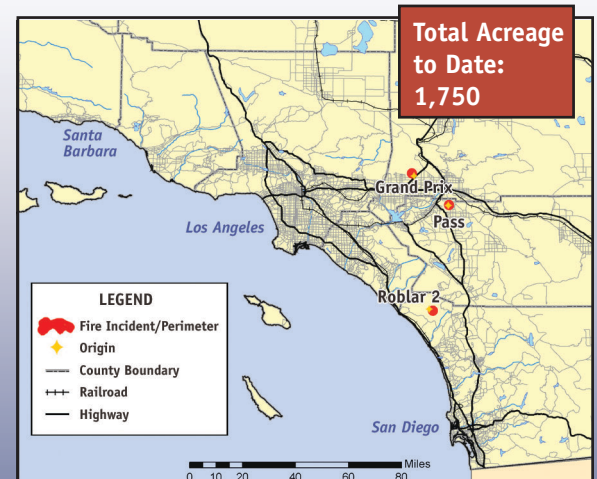 Total Acreage
to Date:
1,750
Santa
Barbara
Grand Prix
Pass
Los Angeles
Roblar 2
LEGEND
Fire Incident/Perimeter
Origin
County Boundary
Railroad
Highway
San Diego
Miles
0 10 20 40 60 80